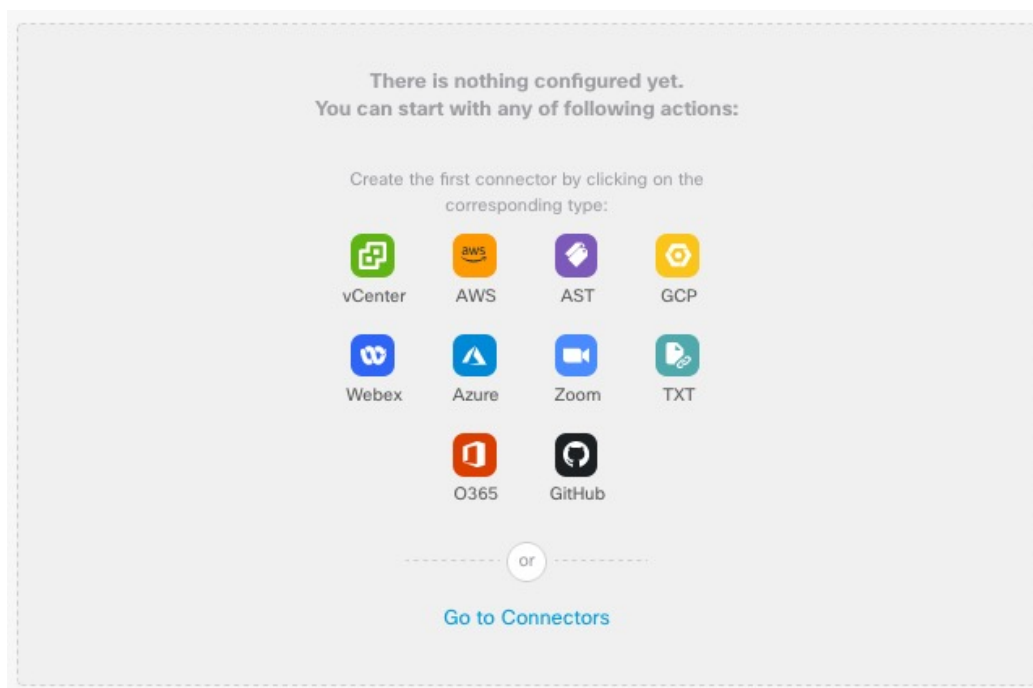 There is nothing configured yet.
You can start with any of following actions:
Create the first connector by clicking on the
corresponding type:
aws
vCenter AWS AST GCP
Webex Azure Zoom TXT
O365 GitHub
or
Go to Connectors